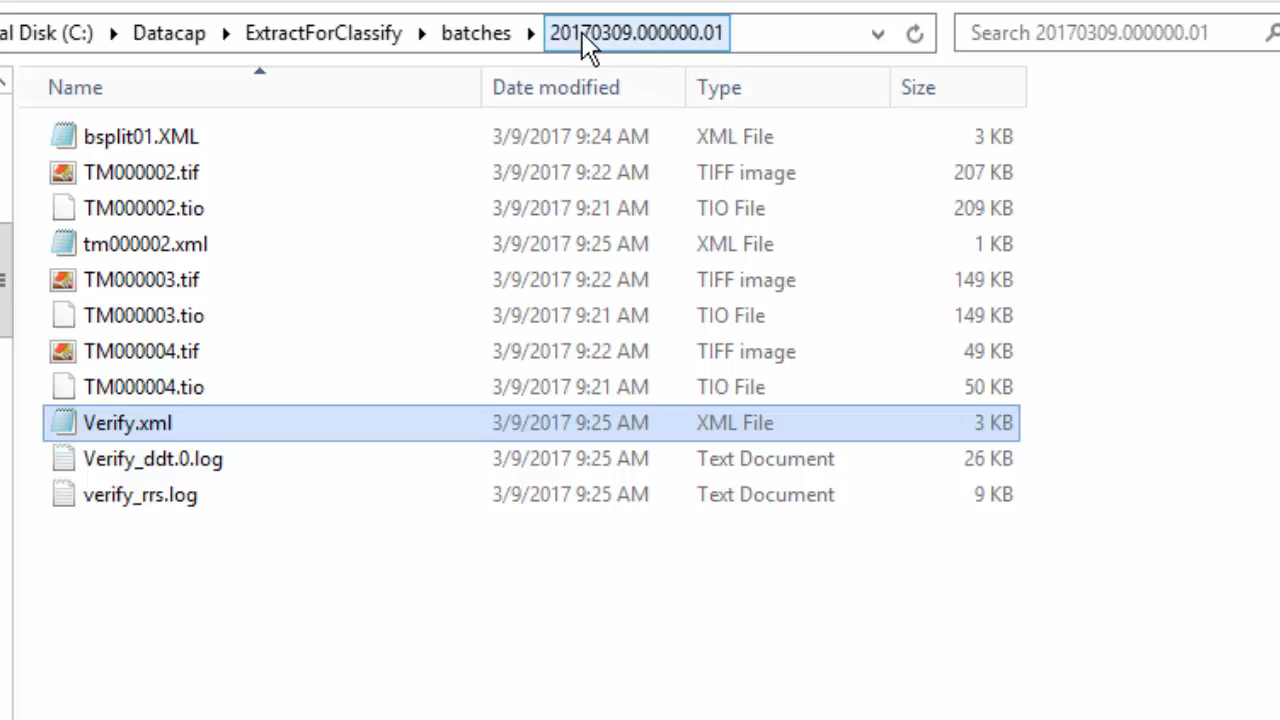 al Disk (C:) Datacap ExtractForClassify batches 20170309.000000.01 Search 20170309.000000.01
Name Date modified Type Size
bsplit01.XML 3/9/2017 9:24 AM XML File 3 KB
TM000002.tif 3/9/2017 9:22 AM TIFF image 207 KB
TM000002.tio 3/9/2017 9:21 AM TIO File 209 KB
tm000002.xml 3/9/2017 9:25 AM XML File 1 KB
TM000003.tif 3/9/2017 9:22 AM TIFF image 149 KB
TM000003.tio 3/9/2017 9:21 AM TIO File 149 KB
TM000004.tif 3/9/2017 9:22 AM TIFF image 49 KB
TM000004.tio 3/9/2017 9:21 AM TIO File 50 KB
Verify.xml 3/9/2017 9:25 AM XML File 3 KB
Verify_ddt.0.log 3/9/2017 9:25 AM Text Document 26 KB
verify_rrs.log 3/9/2017 9:25 AM Text Document 9 KB